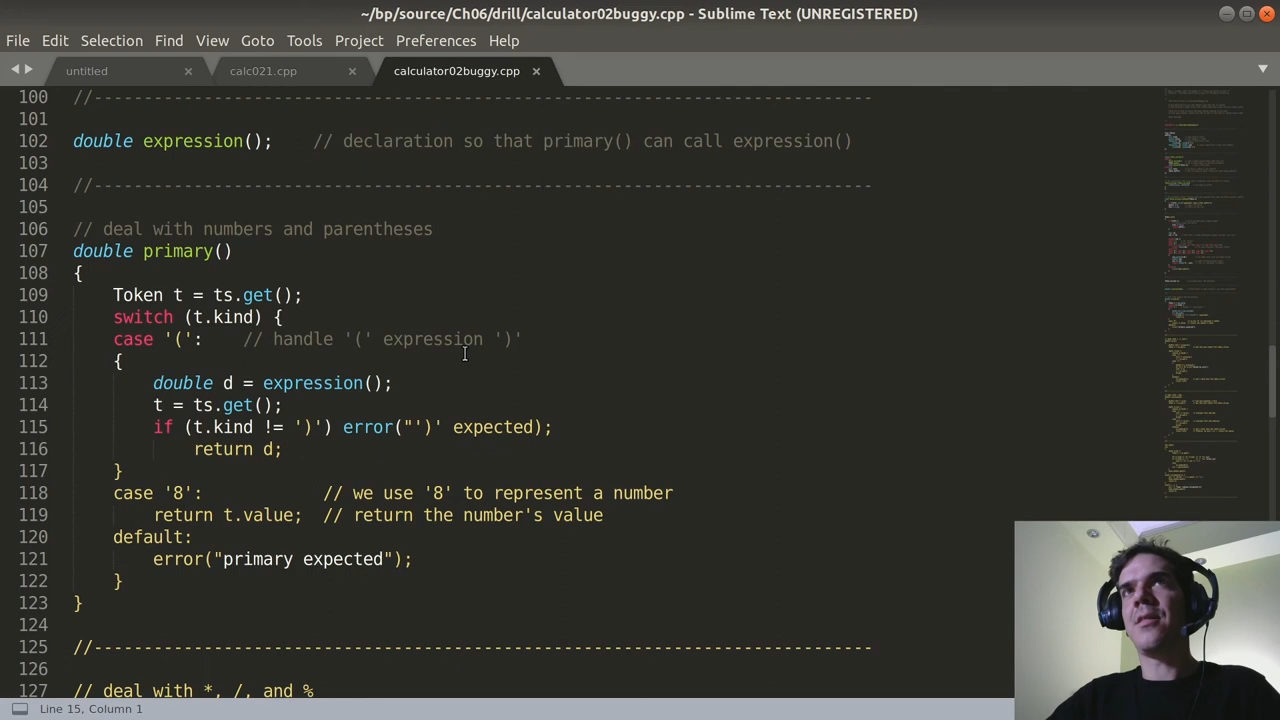 ~/bp/source/Ch06/drill/calculator02buggy.cpp - Sublime Text (UNREGISTERED)
File Edit Selection Find View Goto Tools Project Preferences Help
untitled calc021.cpp calculator02buggy.cpp
100 //------------------------------------------------------------------------------
101
102 double expression();    // declaration so that primary() can call expression()
103
104 //------------------------------------------------------------------------------
105
106 // deal with numbers and parentheses
107 double primary()
108 {
109     Token t = ts.get();
110     switch (t.kind) {
111     case '(':    // handle '(' expression ')'
112     {
113         double d = expression();
114         t = ts.get();
115         if (t.kind != ')') error("')' expected);
116             return d;
117     }
118     case '8':            // we use '8' to represent a number
119         return t.value;  // return the number's value
120     default:
121         error("primary expected");
122     }
123 }
124
125 //------------------------------------------------------------------------------
126
127 // deal with *, /, and %
Line 15, Column 1